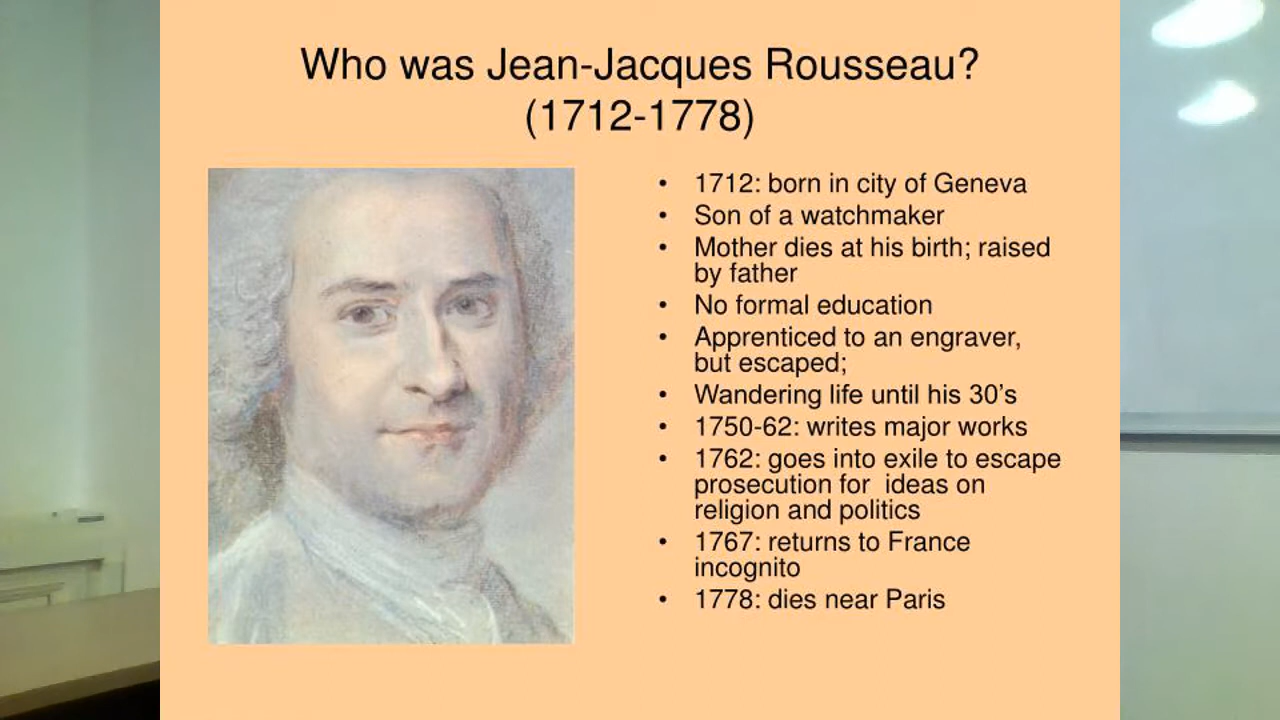 Who was Jean-Jacques Rousseau?
(1712-1778)
• 1712: born in city of Geneva
• Son of a watchmaker
• Mother dies at his birth; raised
by father
• No formal education
• Apprenticed to an engraver,
but escaped;
• Wandering life until his 30’s
• 1750-62: writes major works
• 1762: goes into exile to escape
prosecution for  ideas on
religion and politics
• 1767: returns to France
incognito
• 1778: dies near Paris